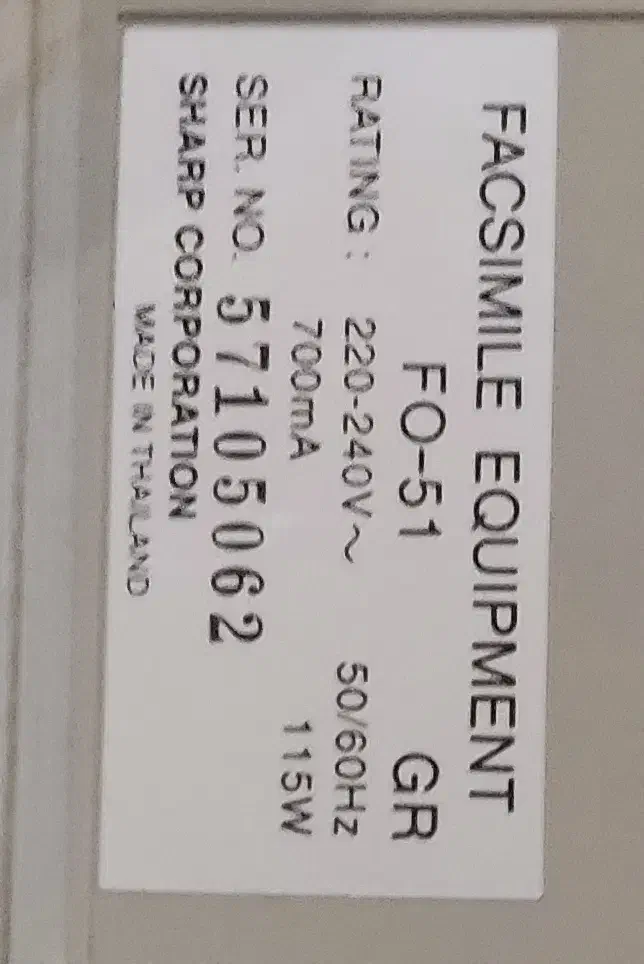 FACSIMILE EQUIPMENT
FO-51 GR
RATING : 220-240V~ 50/60Hz
700mA 115W
SER. NO. 57105062
SHARP CORPORATION
MADE IN THAILAND